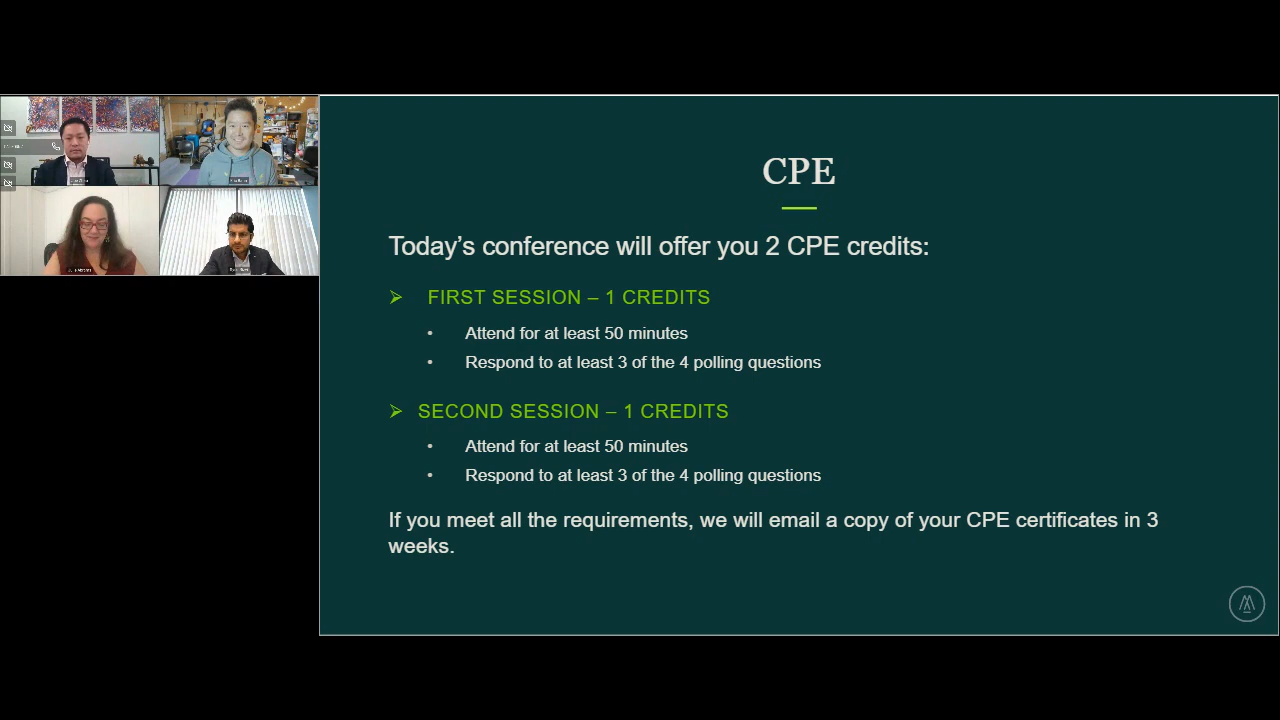 CPE
Today's conference will offer you 2 CPE credits:
➢ FIRST SESSION – 1 CREDITS
• Attend for at least 50 minutes
• Respond to at least 3 of the 4 polling questions
➢ SECOND SESSION – 1 CREDITS
• Attend for at least 50 minutes
• Respond to at least 3 of the 4 polling questions
If you meet all the requirements, we will email a copy of your CPE certificates in 3
weeks.